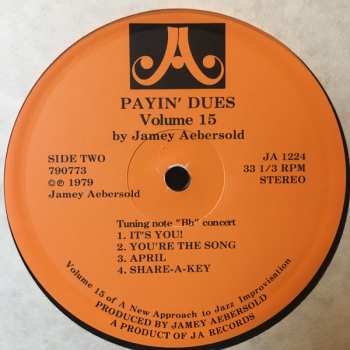 A
PAYIN' DUES
Volume 15
by Jamey Aebersold
SIDE TWO
790773
© ℗ 1979
Jamey Aebersold
JA 1224
33 1/3 RPM
STEREO
Tuning note "Bb" concert
1. IT'S YOU!
2. YOU'RE THE SONG
3. APRIL
4. SHARE-A-KEY
Volume 15 of A New Approach to Jazz Improvisation
PRODUCED BY JAMEY AEBERSOLD
A PRODUCT OF JA RECORDS